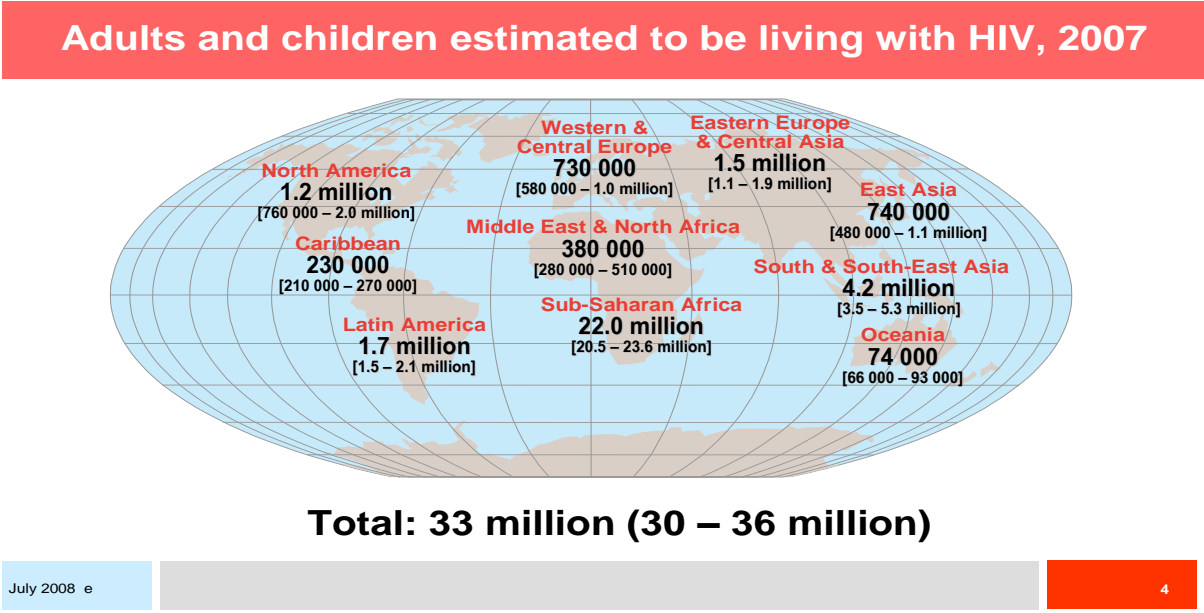 Adults and children estimated to be living with HIV, 2007
Western &
Central Europe
730 000
[580 000 – 1.0 million]
Eastern Europe
& Central Asia
1.5 million
[1.1 – 1.9 million]
North America
1.2 million
[760 000 – 2.0 million]
East Asia
740 000
[480 000 – 1.1 million]
Middle East & North Africa
380 000
[280 000 – 510 000]
Caribbean
230 000
[210 000 – 270 000]
South & South-East Asia
4.2 million
[3.5 – 5.3 million]
Sub-Saharan Africa
22.0 million
[20.5 – 23.6 million]
Latin America
1.7 million
[1.5 – 2.1 million]
Oceania
74 000
[66 000 – 93 000]
Total: 33 million (30 – 36 million)
July 2008 e
4